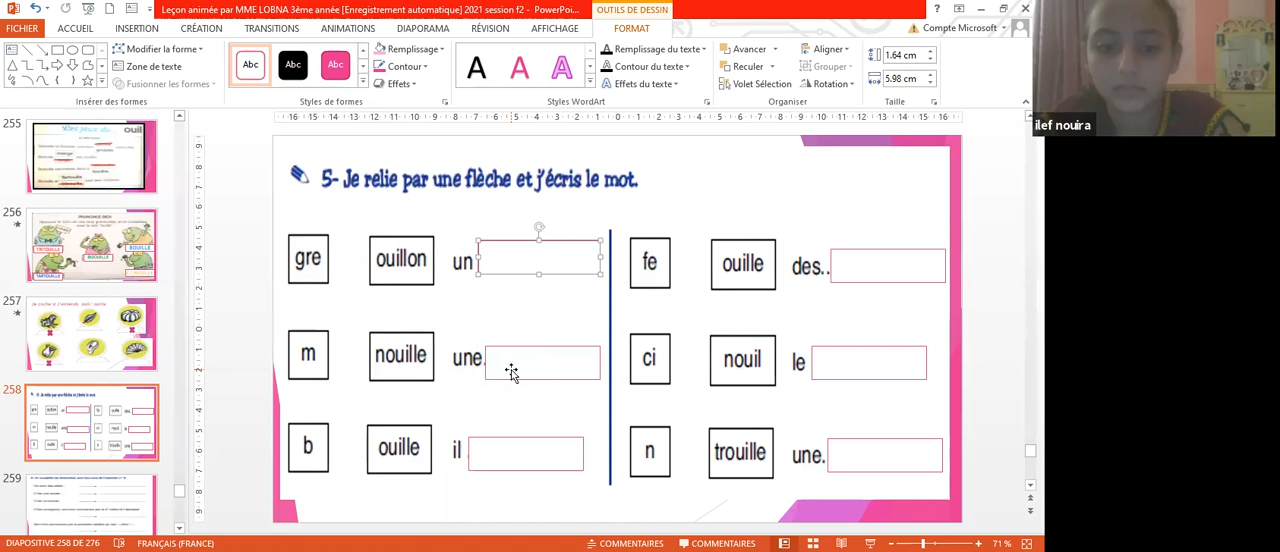 Leçon animée par MME LOBNA 3ème année [Enregistrement automatique] 2021 session f2 - PowerPoi...
OUTILS DE DESSIN
FICHIER ACCUEIL INSERTION CRÉATION TRANSITIONS ANIMATIONS DIAPORAMA RÉVISION AFFICHAGE FORMAT
Compte Microsoft
Modifier la forme
Zone de texte
Fusionner les formes
Insérer des formes
Abc Abc Abc
Remplissage
Contour
Effets
Styles de formes
A A A
Remplissage du texte
Contour du texte
Effets du texte
Styles WordArt
Avancer
Reculer
Volet Sélection
Aligner
Grouper
Rotation
Organiser
1.64 cm
5.98 cm
Taille
ilef nouira
255
ouil
256
257
258
259
5- Je relie par une flèche et j'écris le mot.
gre ouillon un
m nouille une.
b ouille il
fe ouille des..
ci nouil le
n trouille une.
DIAPOSITIVE 258 DE 276 FRANÇAIS (FRANCE) COMMENTAIRES COMMENTAIRES 71 %